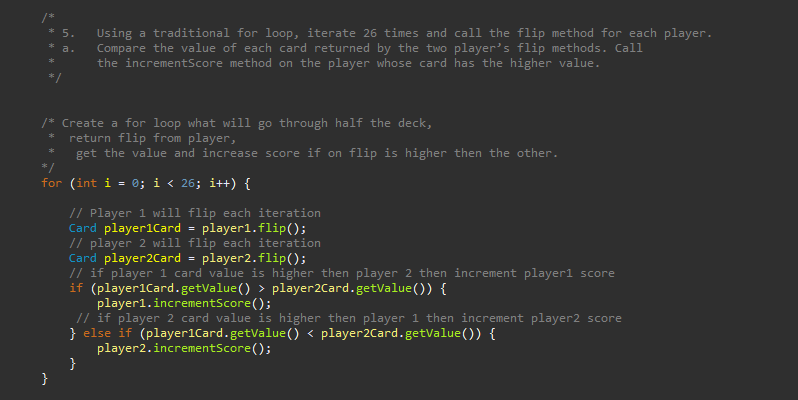 /*
 * 5.   Using a traditional for loop, iterate 26 times and call the flip method for each player.
 * a.   Compare the value of each card returned by the two player’s flip methods. Call
 *      the incrementScore method on the player whose card has the higher value.
 */
/* Create a for loop what will go through half the deck,
 *  return flip from player,
 *   get the value and increase score if on flip is higher then the other.
*/
for (int i = 0; i < 26; i++) {
    // Player 1 will flip each iteration
    Card player1Card = player1.flip();
    // player 2 will flip each iteration
    Card player2Card = player2.flip();
    // if player 1 card value is higher then player 2 then increment player1 score
    if (player1Card.getValue() > player2Card.getValue()) {
        player1.incrementScore();
     // if player 2 card value is higher then player 1 then increment player2 score
    } else if (player1Card.getValue() < player2Card.getValue()) {
        player2.incrementScore();
    }
}